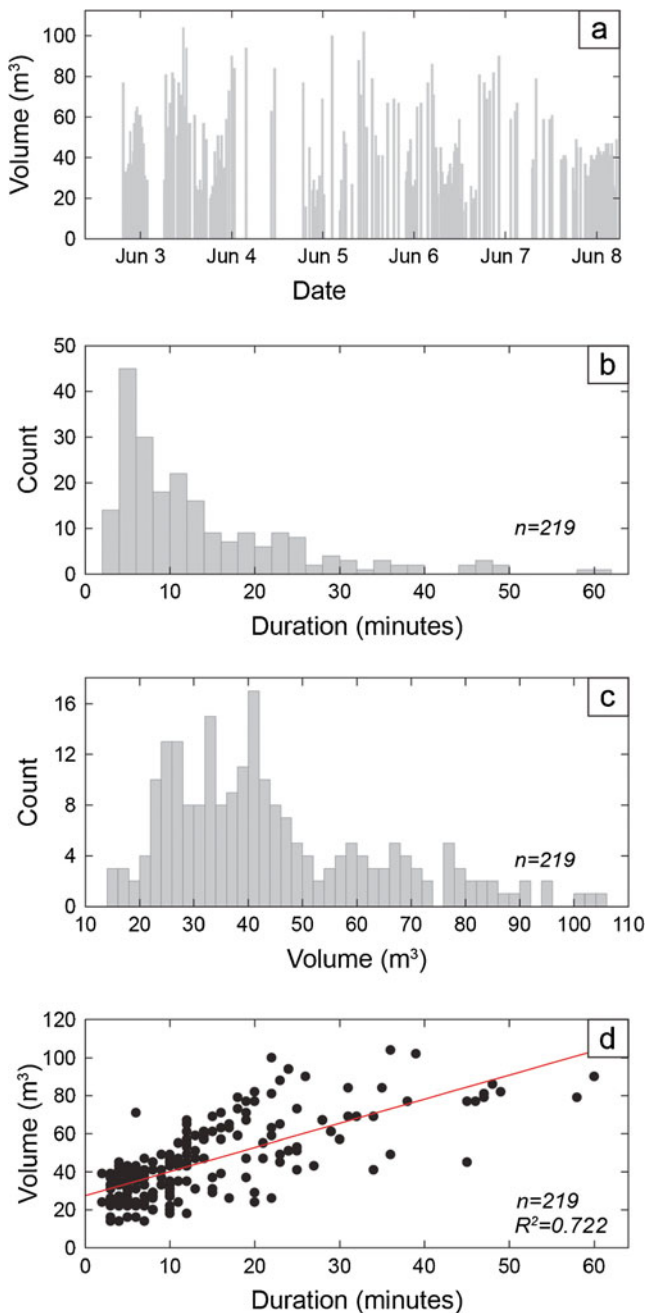 a
100
80
60
40
20
0
Volume (m³)
Jun 3 Jun 4 Jun 5 Jun 6 Jun 7 Jun 8
Date
b
50
40
30
20
10
0
Count
n=219
0 10 20 30 40 50 60
Duration (minutes)
c
16
12
8
4
0
Count
n=219
10 20 30 40 50 60 70 80 90 100 110
Volume (m³)
d
120
100
80
60
40
20
0
Volume (m³)
n=219
R²=0.722
0 10 20 30 40 50 60
Duration (minutes)